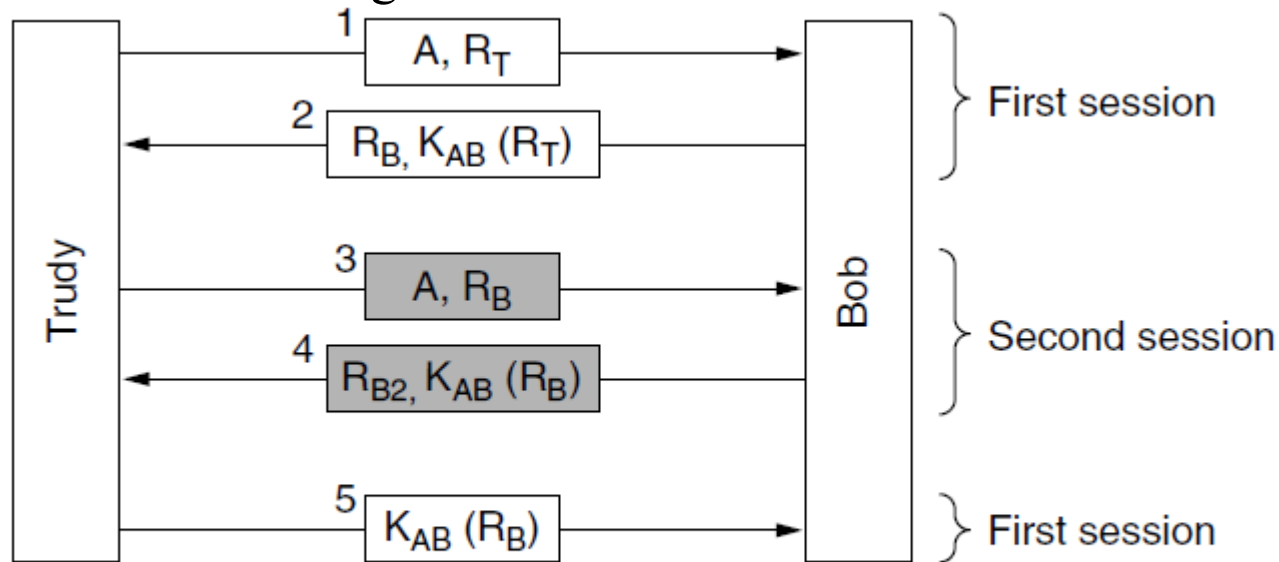 1
A, R_T
First session
2
R_B, K_AB (R_T)
Trudy
Bob
3
A, R_B
Second session
4
R_B2, K_AB (R_B)
5
K_AB (R_B)
First session